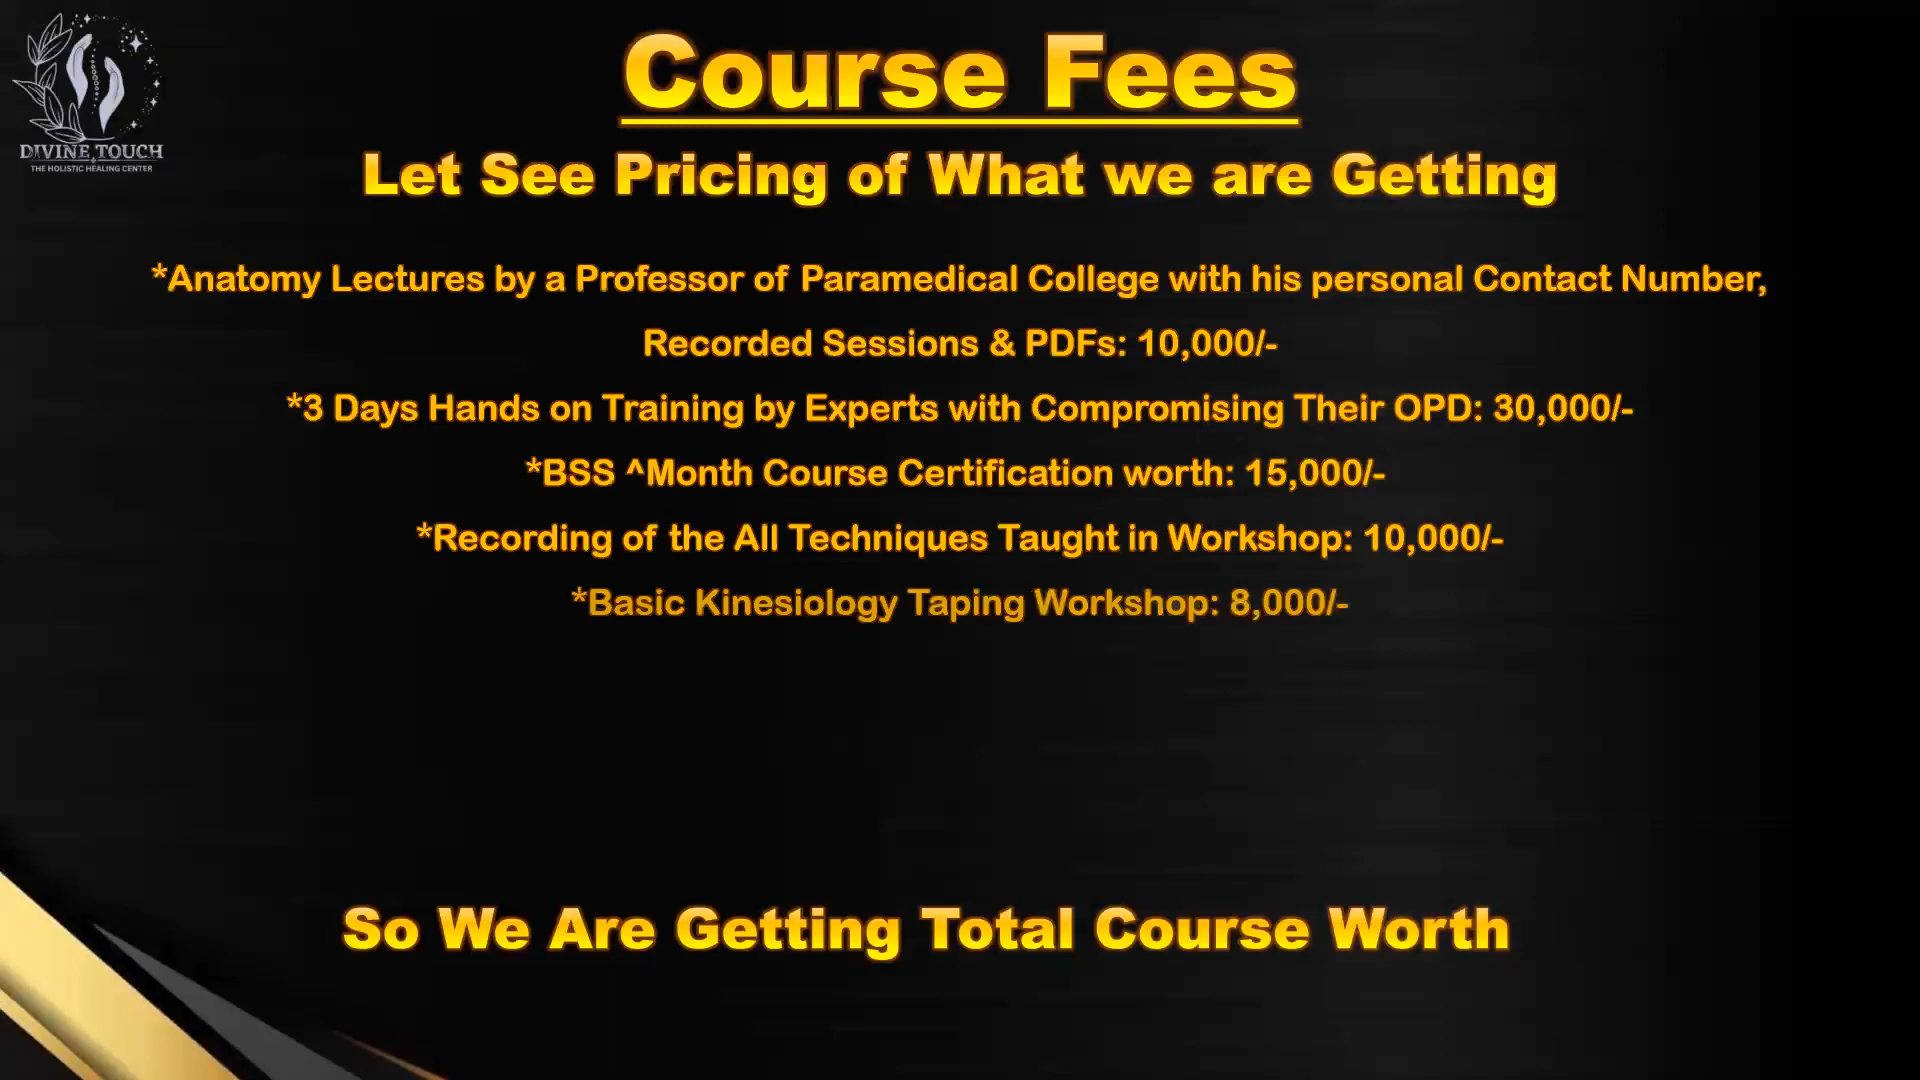 DIVINE TOUCH
THE HOLISTIC HEALING CENTER
Course Fees
Let See Pricing of What we are Getting
*Anatomy Lectures by a Professor of Paramedical College with his personal Contact Number,
Recorded Sessions & PDFs: 10,000/-
*3 Days Hands on Training by Experts with Compromising Their OPD: 30,000/-
*BSS ^Month Course Certification worth: 15,000/-
*Recording of the All Techniques Taught in Workshop: 10,000/-
*Basic Kinesiology Taping Workshop: 8,000/-
So We Are Getting Total Course Worth